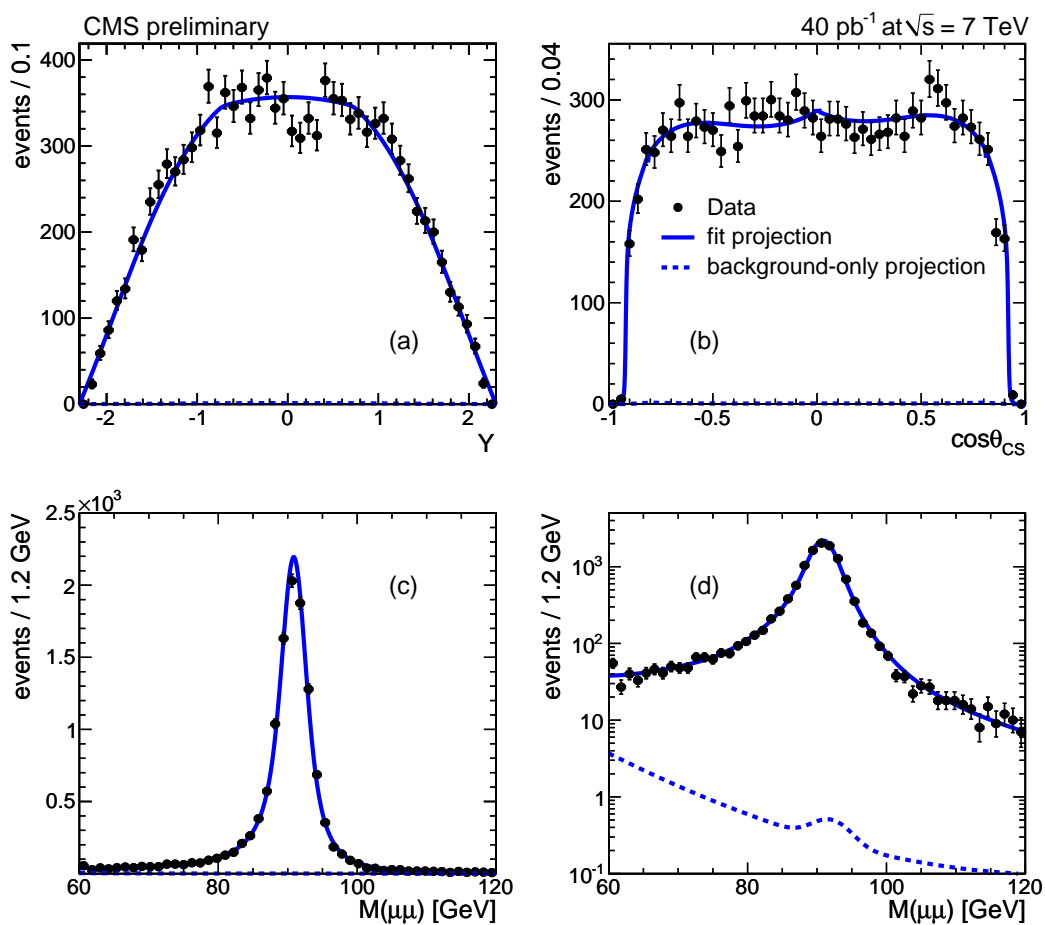 CMS preliminary
40 pb⁻¹ at √s = 7 TeV
events / 0.1
400
300
200
100
0
(a)
-2 -1 0 1 2
Y
events / 0.04
300
200
100
0
Data
fit projection
background-only projection
(b)
-1 -0.5 0 0.5 1
cosθ_CS
×10³
events / 1.2 GeV
2.5
2
1.5
1
0.5
(c)
60 80 100 120
M(μμ) [GeV]
events / 1.2 GeV
10³
10²
10
1
10⁻¹
(d)
60 80 100 120
M(μμ) [GeV]